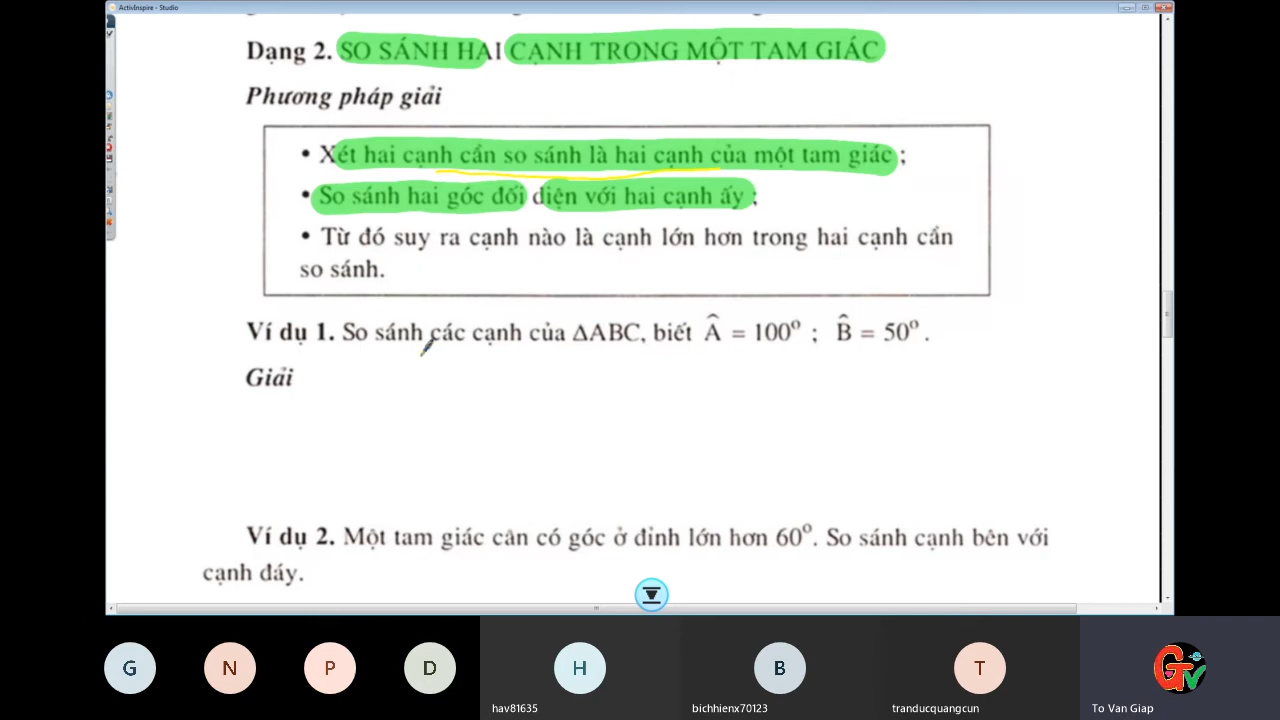 ActivInspire - Studio
Dạng 2. SO SÁNH HAI CẠNH TRONG MỘT TAM GIÁC
Phương pháp giải
• Xét hai cạnh cần so sánh là hai cạnh của một tam giác ;
• So sánh hai góc đối diện với hai cạnh ấy ;
• Từ đó suy ra cạnh nào là cạnh lớn hơn trong hai cạnh cần
so sánh.
Ví dụ 1. So sánh các cạnh của ΔABC, biết Â = 100° ; B̂ = 50° .
Giải
Ví dụ 2. Một tam giác cân có góc ở đỉnh lớn hơn 60°. So sánh cạnh bên với
cạnh đáy.
G N P D H B T GV
hav81635 bichhienx70123 tranducquangcun To Van Giap